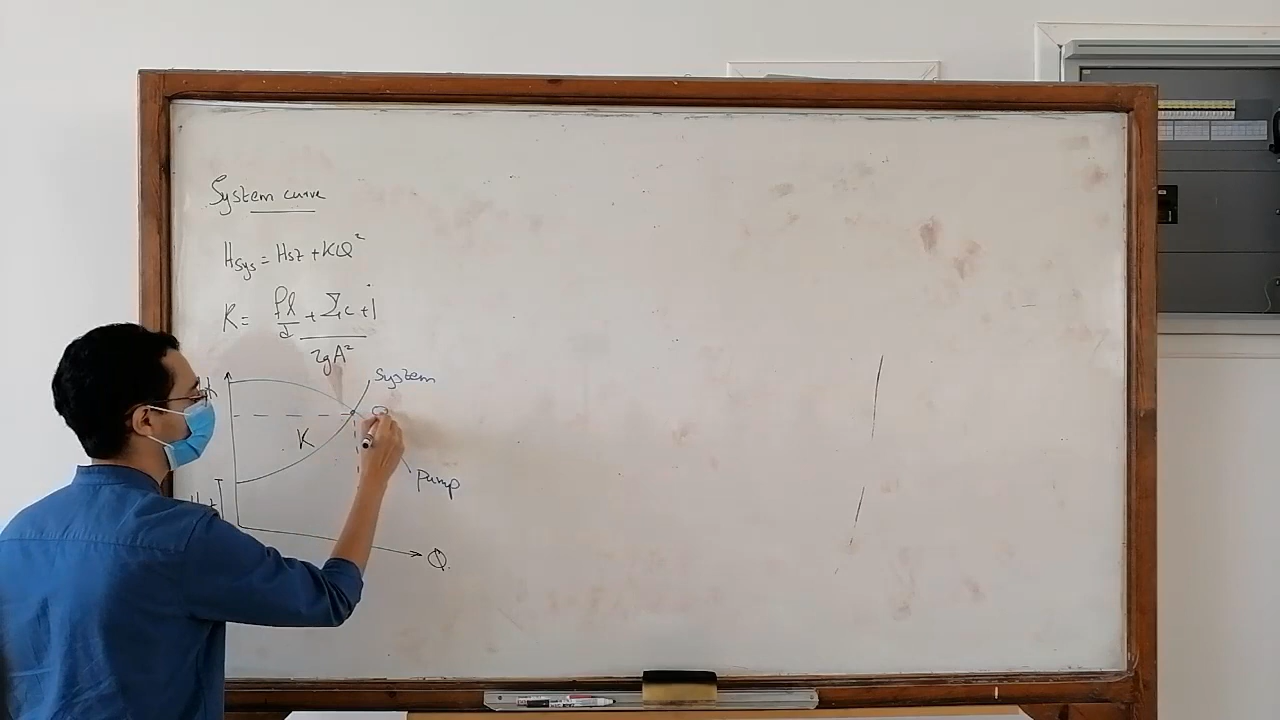 System curve
Hsys = Hst + KQ²
K = fl/d + Σc + 1
2gA²
System
K
Pump
Q